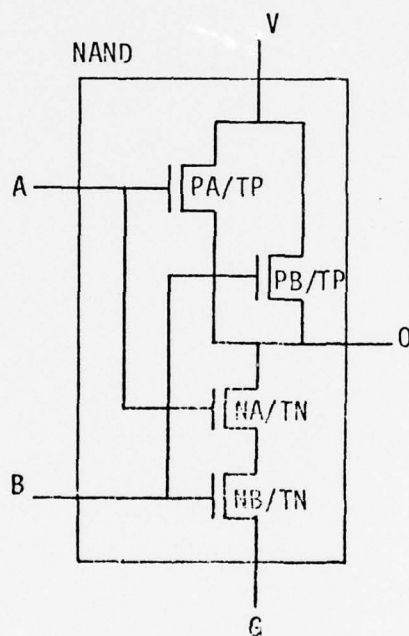 V
NAND
A
PA/TP
PB/TP
O
NA/TN
B
NB/TN
G